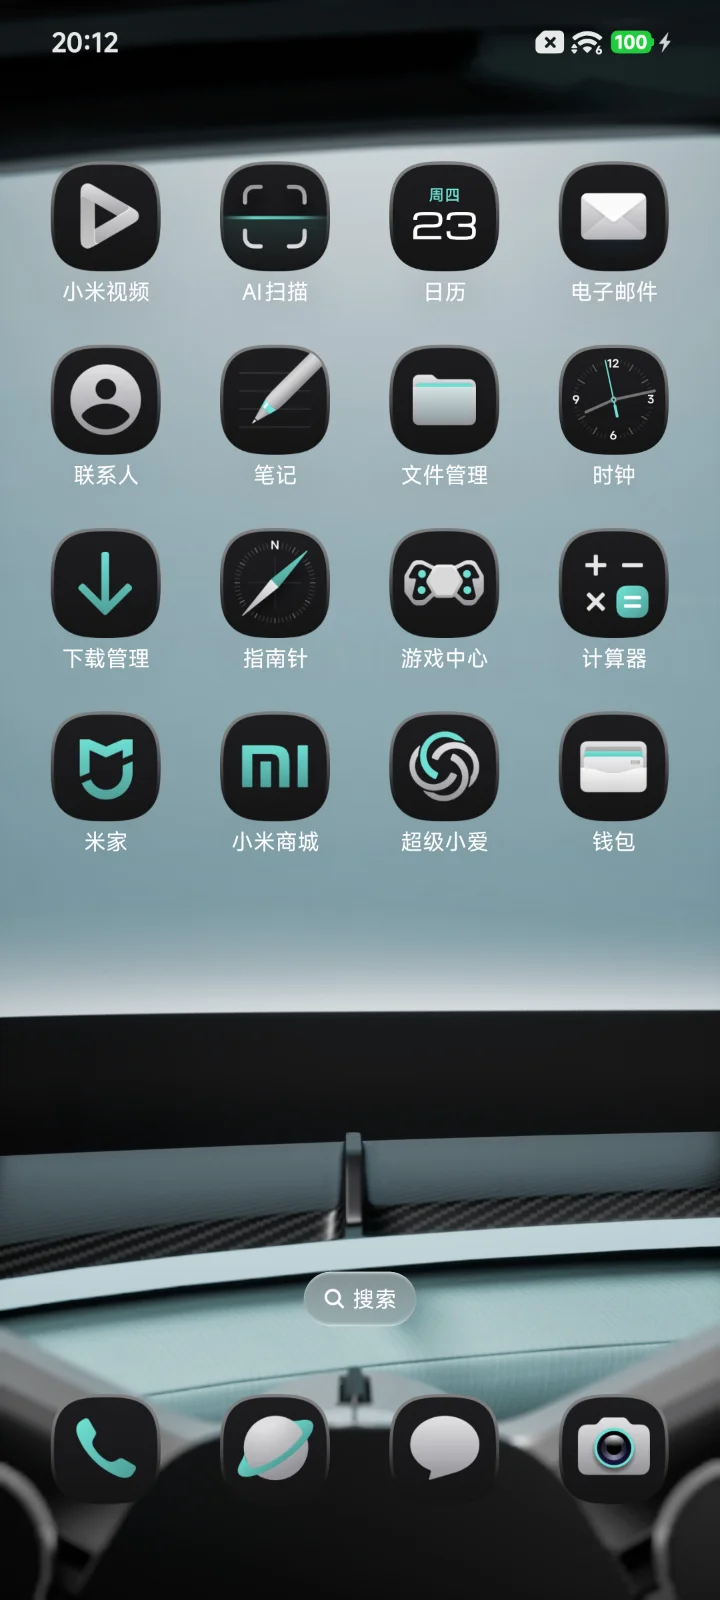 20:12
100
6
周四
23
小米视频
AI扫描
日历
电子邮件
12
9
3
6
联系人
笔记
文件管理
时钟
N
下载管理
指南针
游戏中心
计算器
mi
米家
小米商城
超级小爱
钱包
搜索